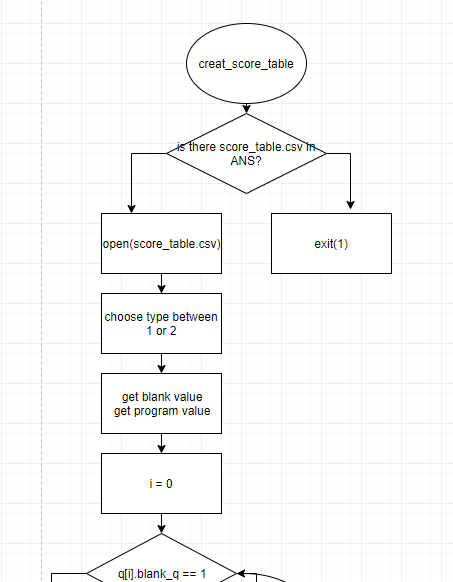 creat_score_table
is there score_table.csv in
ANS?
open(score_table.csv)
exit(1)
choose type between
1 or 2
get blank value
get program value
i = 0
q[i].blank_q == 1